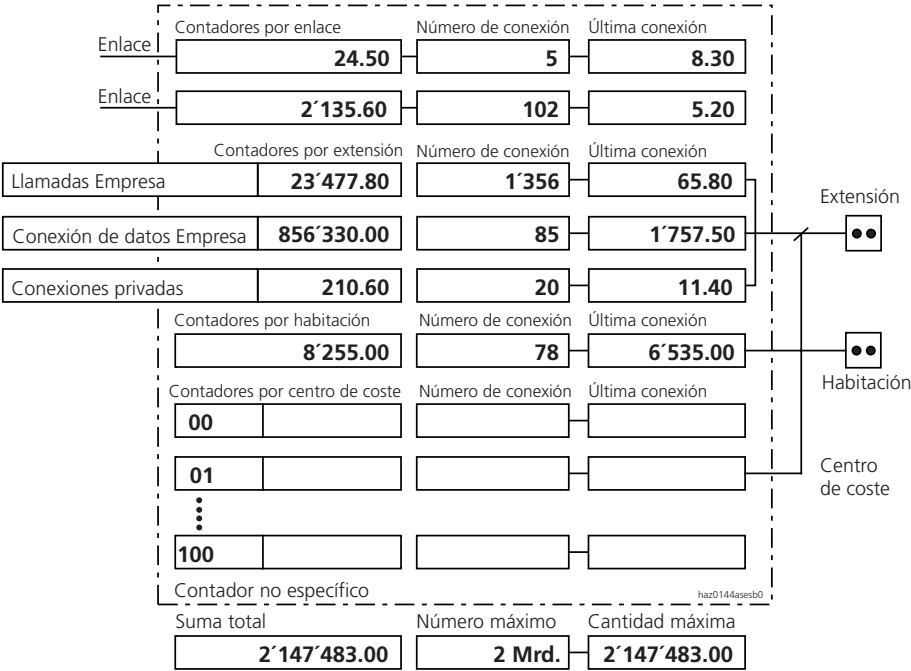 Contadores por enlace Número de conexión Última conexión
Enlace 24.50 5 8.30
Enlace 2´135.60 102 5.20
Contadores por extensión Número de conexión Última conexión
Llamadas Empresa 23´477.80 1´356 65.80
Extensión
Conexión de datos Empresa 856´330.00 85 1´757.50
Conexiones privadas 210.60 20 11.40
Contadores por habitación Número de conexión Última conexión
8´255.00 78 6´535.00
Habitación
Contadores por centro de coste Número de conexión Última conexión
00
01
Centro
de coste
100
Contador no específico
haz0144asesb0
Suma total Número máximo Cantidad máxima
2´147´483.00 2 Mrd. 2´147´483.00